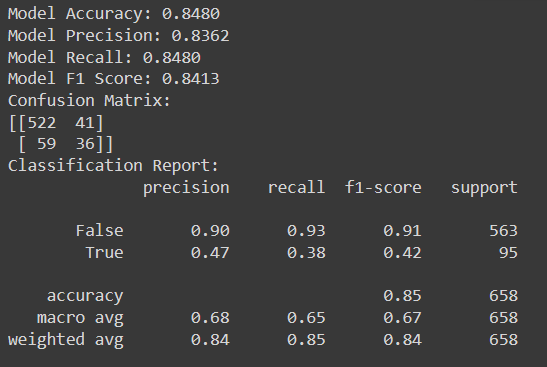 Model Accuracy: 0.8480
Model Precision: 0.8362
Model Recall: 0.8480
Model F1 Score: 0.8413
Confusion Matrix:
[[522  41]
 [ 59  36]]
Classification Report:
              precision    recall  f1-score   support

       False       0.90      0.93      0.91       563
        True       0.47      0.38      0.42        95

    accuracy                           0.85       658
   macro avg       0.68      0.65      0.67       658
weighted avg       0.84      0.85      0.84       658